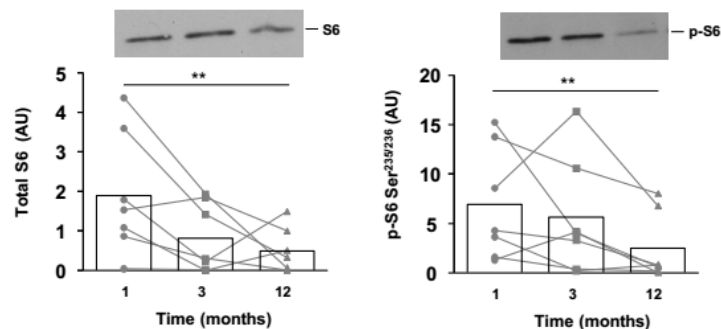 S6
**
5
4
3
2
1
0
Total S6 (AU)
1 3 12
Time (months)
p-S6
**
20
15
10
5
0
p-S6 Ser235/236 (AU)
1 3 12
Time (months)